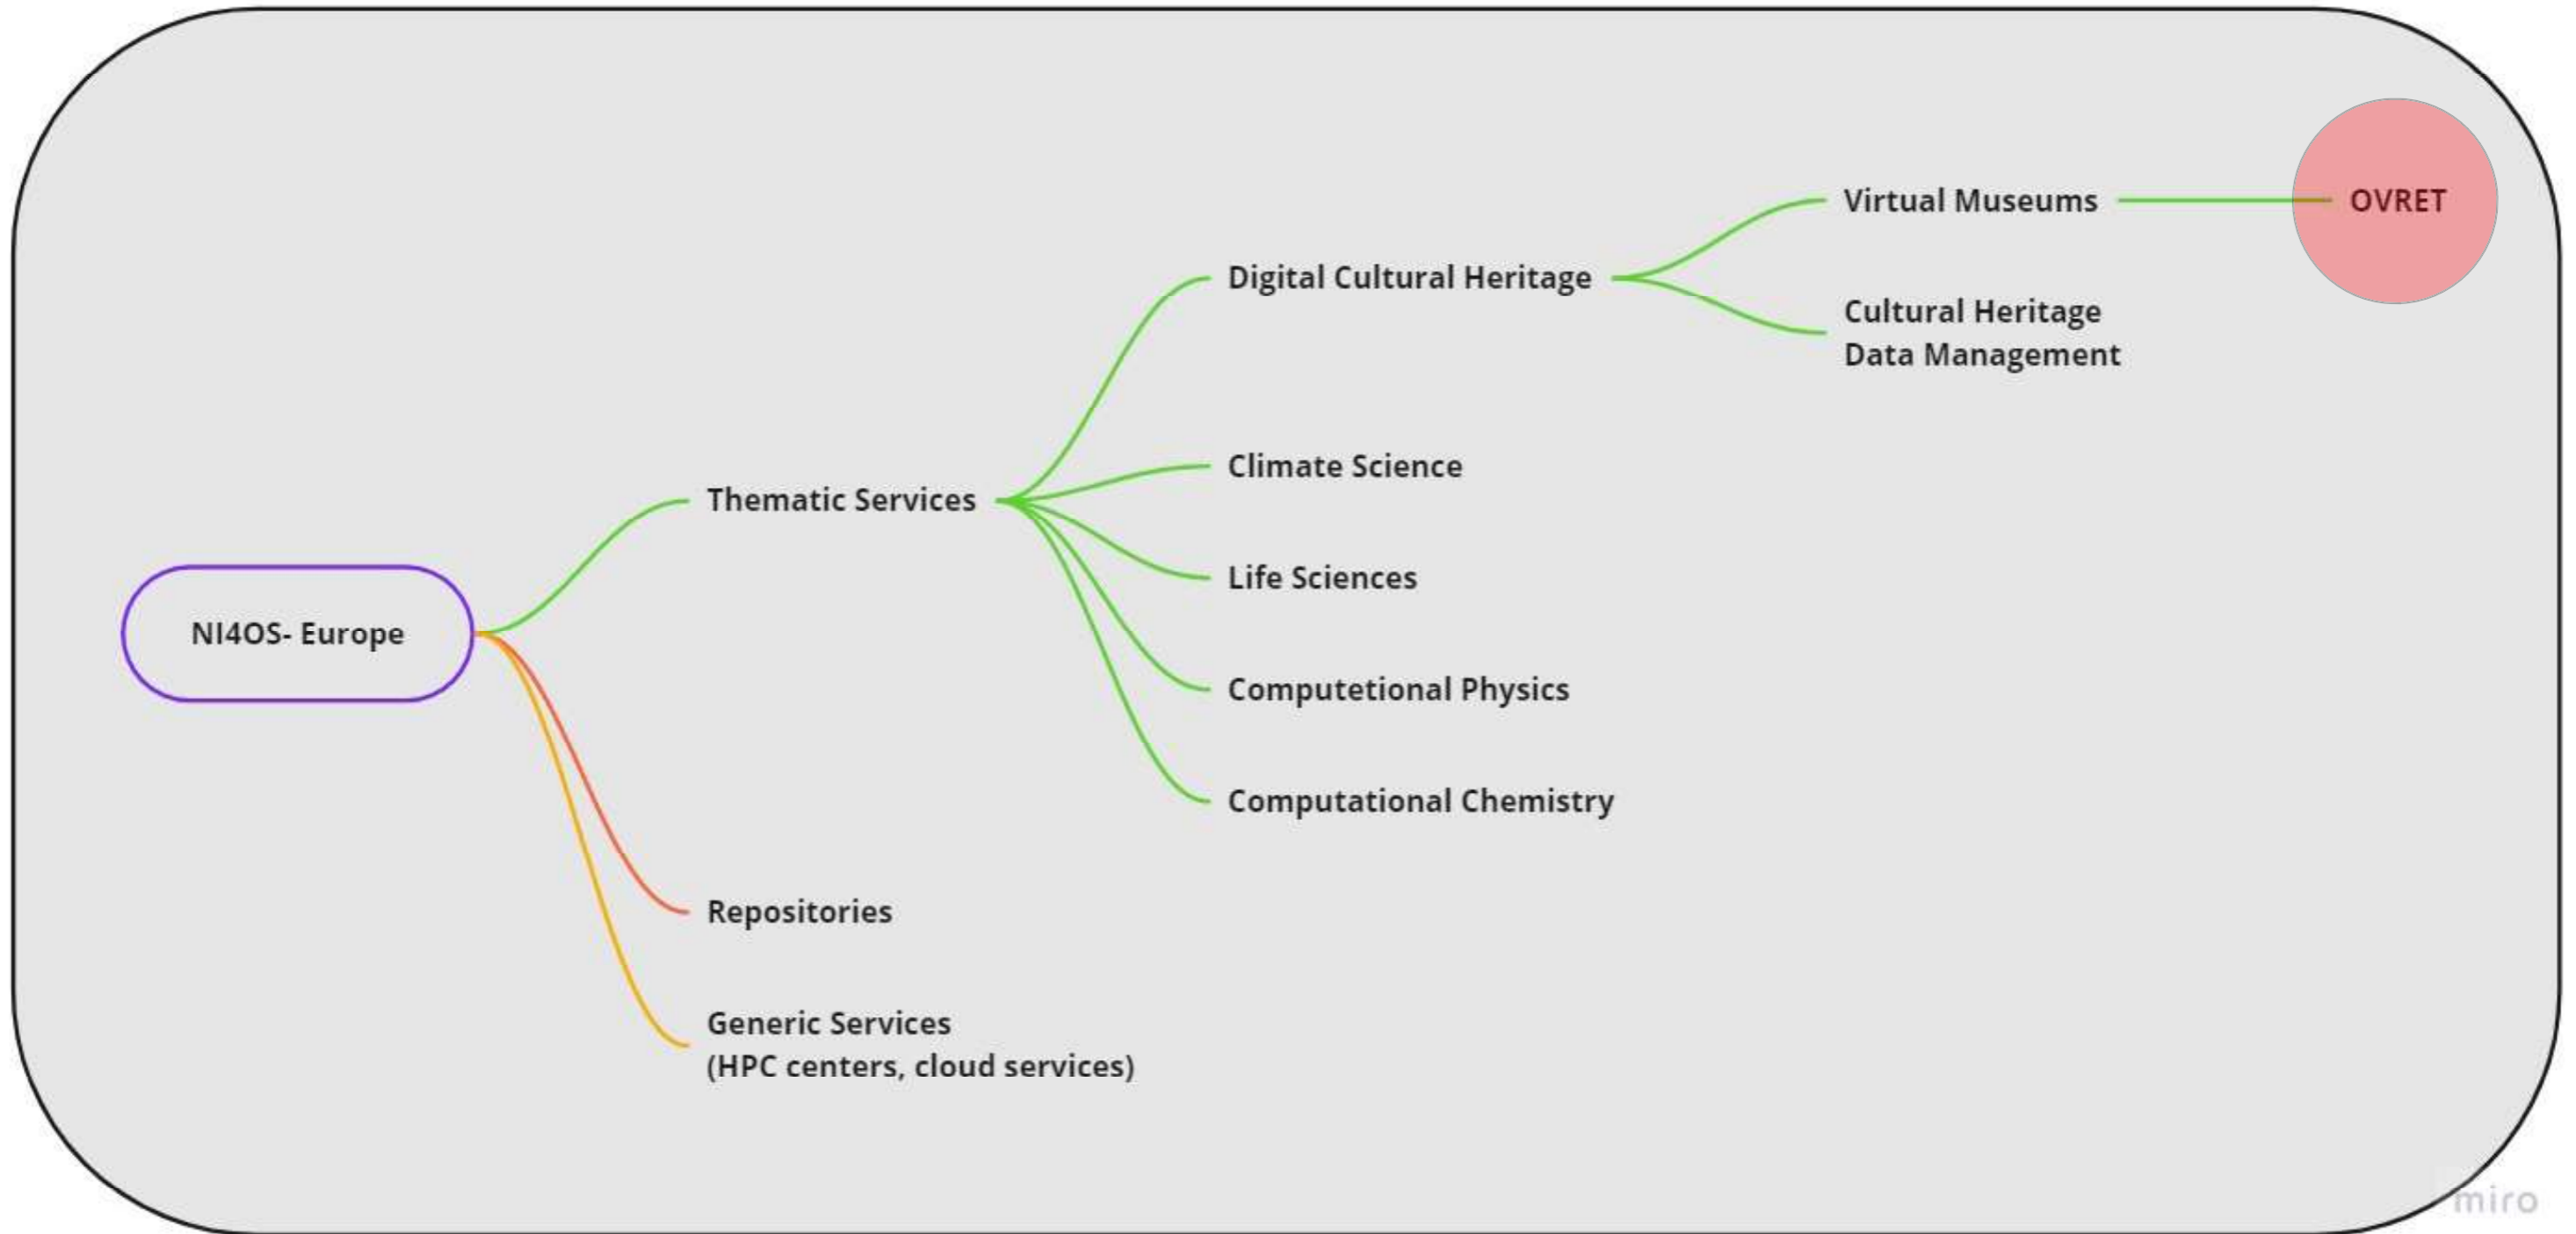 Virtual Museums
OVRET
Digital Cultural Heritage
Cultural Heritage
Data Management
Climate Science
Thematic Services
Life Sciences
NI4OS- Europe
Computetional Physics
Computational Chemistry
Repositories
Generic Services
(HPC centers, cloud services)
miro